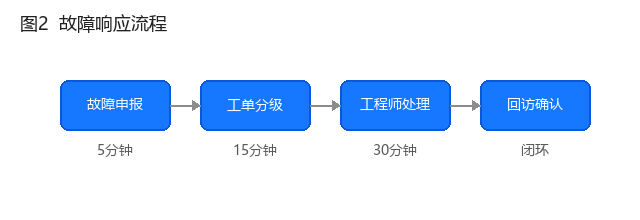 图2 故障响应流程
故障申报 工单分级 工程师处理 回访确认
5分钟 15分钟 30分钟 闭环